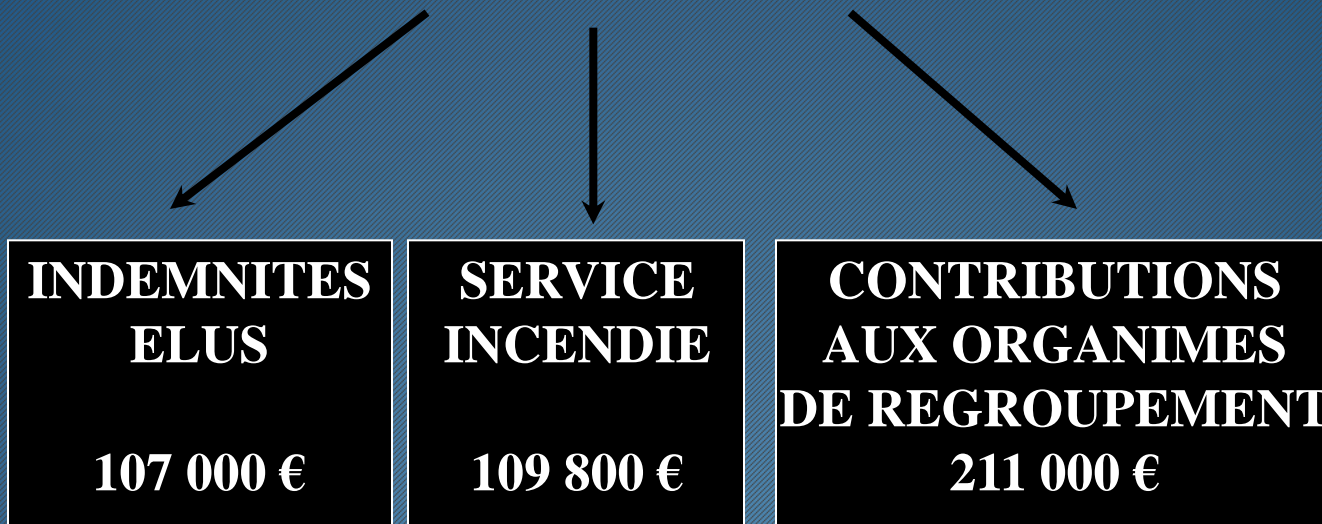 INDEMNITES
ELUS
107 000 €
SERVICE
INCENDIE
109 800 €
CONTRIBUTIONS
AUX ORGANIMES
DE REGROUPEMENT
211 000 €